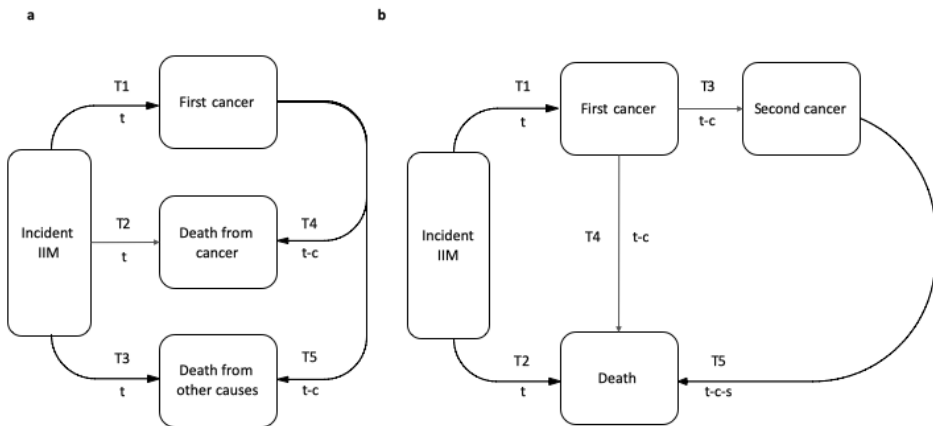 a
T1
t
First cancer
Incident
IIM
T2
t
Death from
cancer
T4
t-c
T3
t
Death from
other causes
T5
t-c
b
T1
t
First cancer
T3
t-c
Second cancer
Incident
IIM
T4
t-c
T2
t
Death
T5
t-c-s